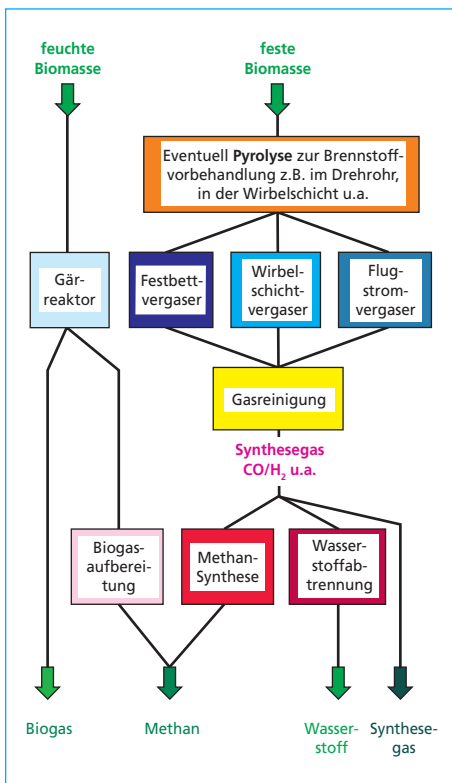 feuchte
Biomasse
feste
Biomasse
Eventuell Pyrolyse zur Brennstoff-
vorbehandlung z.B. im Drehrohr,
in der Wirbelschicht u.a.
Gär-
reaktor
Festbett-
vergaser
Wirbel-
schicht-
vergaser
Flug-
strom-
vergaser
Gasreinigung
Synthesegas
CO/H₂ u.a.
Biogas-
aufberei-
tung
Methan-
Synthese
Wasser-
stoffab-
trennung
Biogas
Methan
Wasser-
stoff
Synthese-
gas